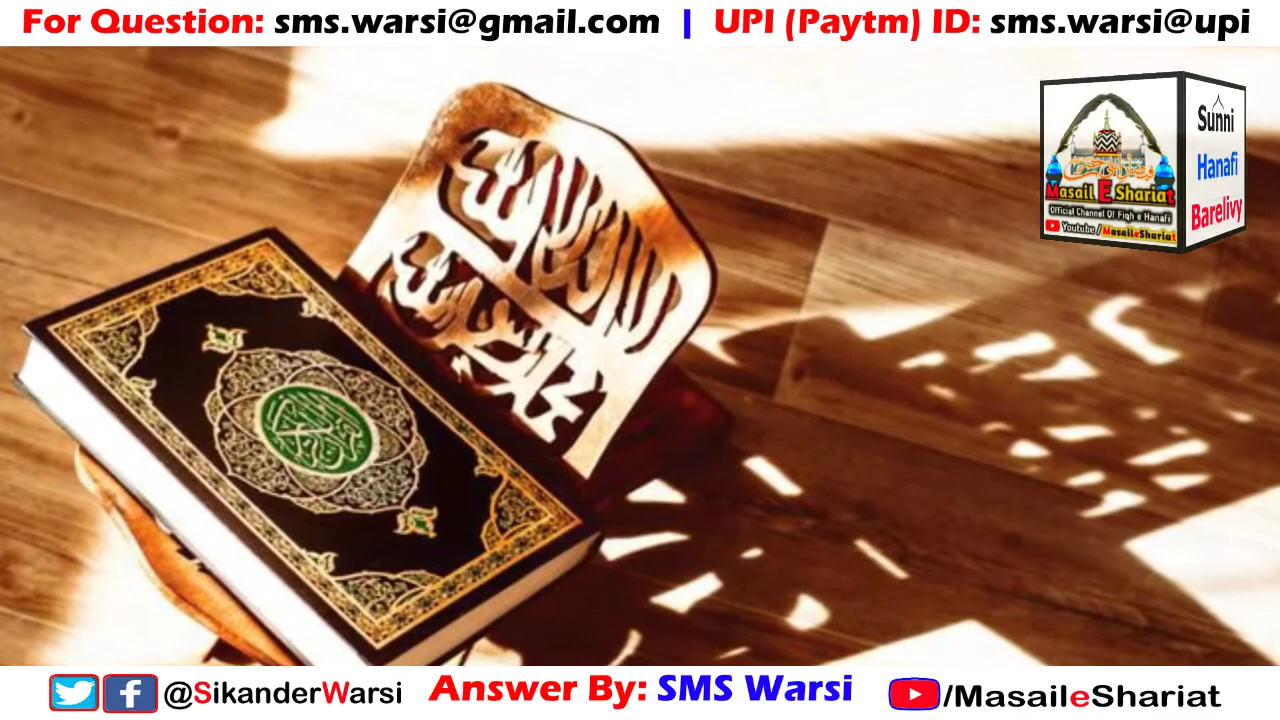 For Question: sms.warsi@gmail.com | UPI (Paytm) ID: sms.warsi@upi
Masail E Shariat
Official Channel Of Fiqh e Hanafi
Youtube/MasaileShariat
Sunni
Hanafi
Barelivy
@SikanderWarsi
Answer By: SMS Warsi
/MasaileShariat